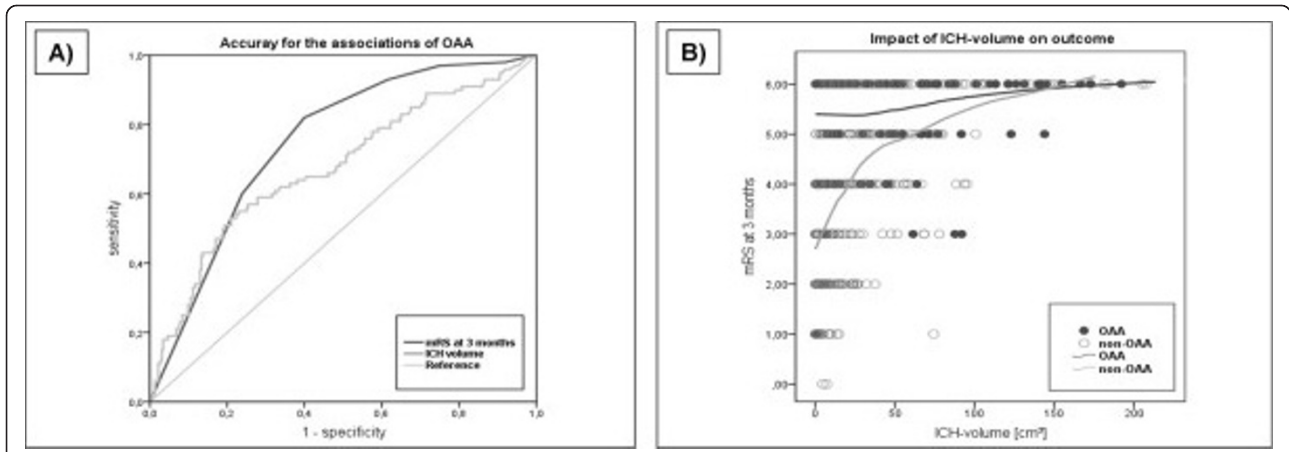 A)
Accuray for the associations of OAA
1,0
0,8
0,6
0,4
0,2
0,0
0,0 0,2 0,4 0,6 0,8 1,0
sensitivity
1 - specificity
mRS at 3 months
ICH volume
Reference
B)
Impact of ICH-volume on outcome
6,00
5,00
4,00
3,00
2,00
1,00
,00
0 50 100 150 200
mRS at 3 months
ICH-volume [cm³]
OAA
non-OAA
OAA
non-OAA